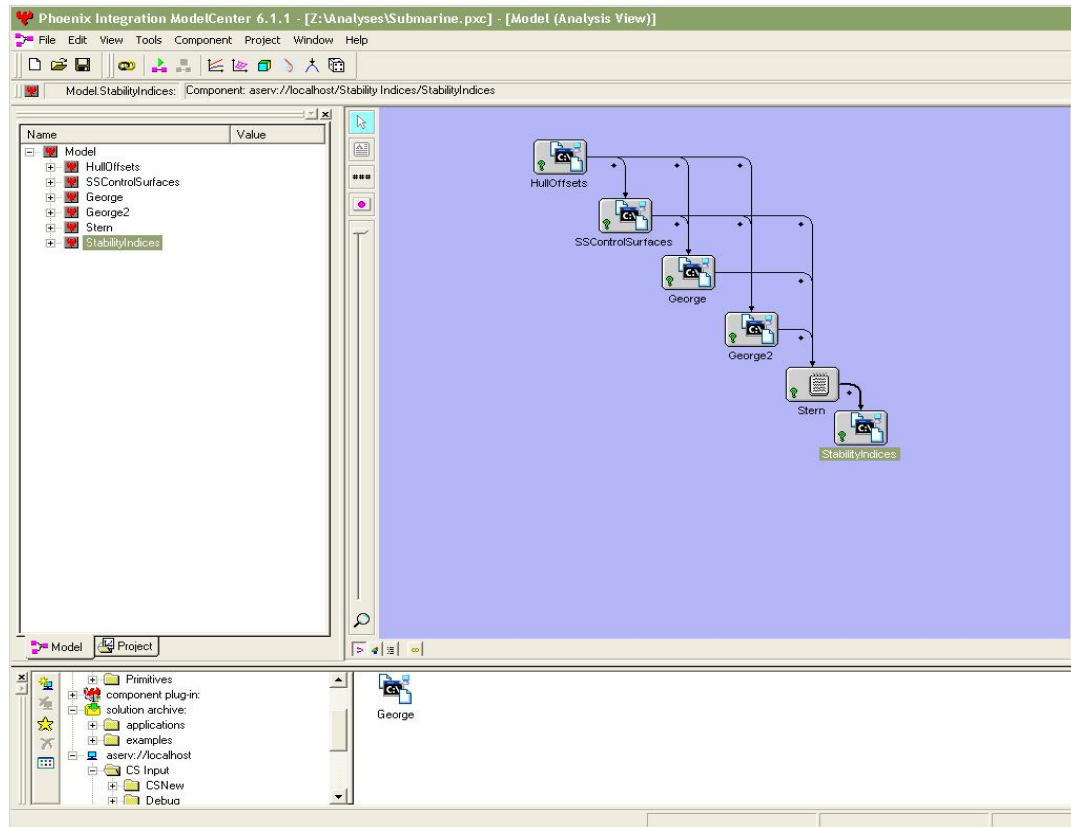 Phoenix Integration ModelCenter 6.1.1 - [Z:\Analyses\Submarine.pxc] - [Model (Analysis View)]
File Edit View Tools Component Project Window Help
Model.StabilityIndices: Component: aserv://localhost/Stability Indices/StabilityIndices
Name Value
Model
HullOffsets
SSControlSurfaces
George
George2
Stern
StabilityIndices
C:\
HullOffsets
C:\
SSControlSurfaces
C:\
George
C:\
George2
Stern
C:\
StabilityIndices
Model Project
Primitives
component plug-in:
solution archive:
applications
examples
aserv://localhost
CS Input
CSNew
Debug
C:\
George